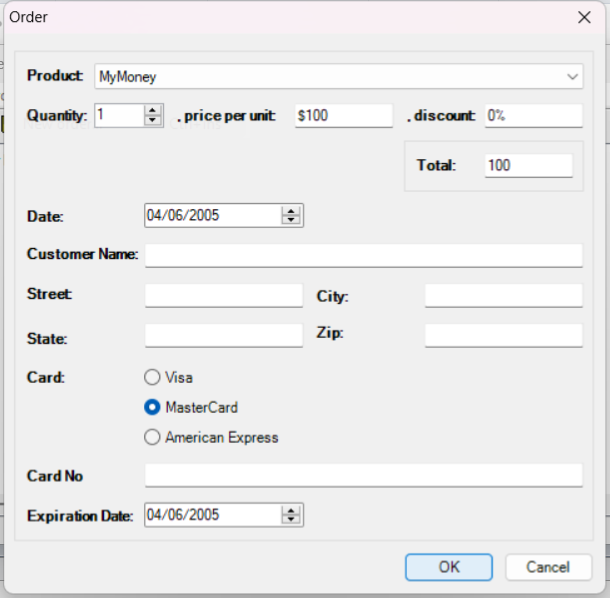 Order
Product: MyMoney
Quantity: 1 , price per unit: $100 , discount: 0%
Total: 100
Date: 04/06/2005
Customer Name:
Street: City:
State: Zip:
Card: Visa
MasterCard
American Express
Card No
Expiration Date: 04/06/2005
OK Cancel